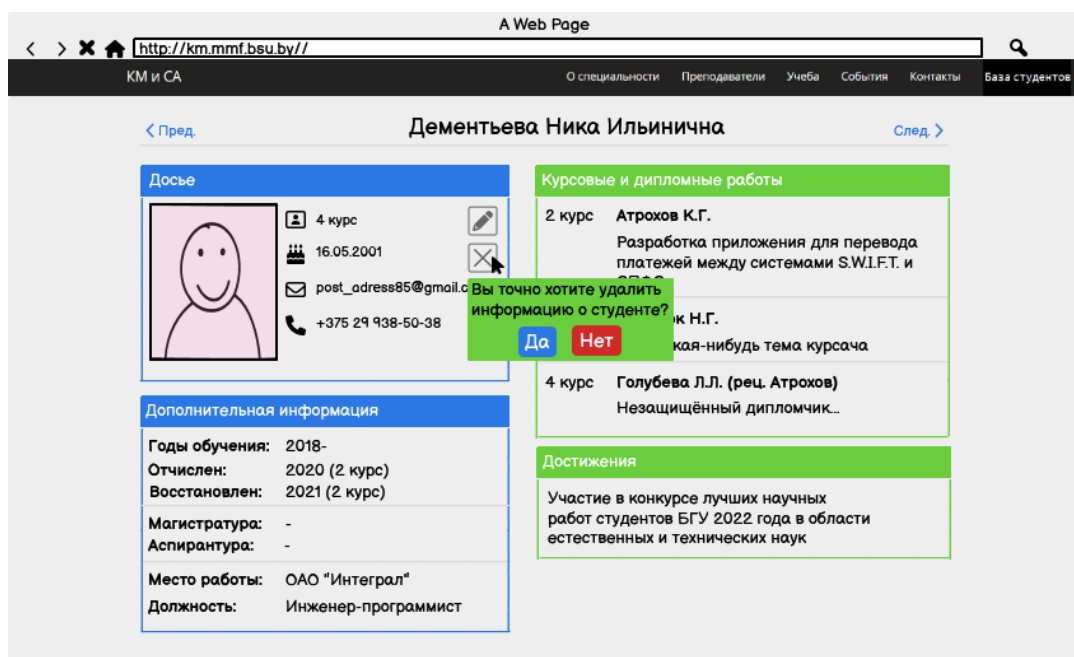 A Web Page
http://km.mmf.bsu.by//
КМ и СА
О специальности Преподаватели Учеба События Контакты База студентов
Пред.
Дементьева Ника Ильинична
След.
Досье
4 курс
16.05.2001
post_adress85@gmail.c
+375 29 938-50-38
Вы точно хотите удалить
информацию о студенте?
Да Нет
Дополнительная информация
Годы обучения: 2018-
Отчислен: 2020 (2 курс)
Восстановлен: 2021 (2 курс)
Магистратура: -
Аспирантура: -
Место работы: ОАО "Интеграл"
Должность: Инженер-программист
Курсовые и дипломные работы
2 курс Атрохов К.Г.
Разработка приложения для перевода
платежей между системами S.W.I.F.T. и
Н.Г.
кая-нибудь тема курсача
4 курс Голубева Л.Л. (рец. Атрохов)
Незащищённый дипломчик...
Достижения
Участие в конкурсе лучших научных
работ студентов БГУ 2022 года в области
естественных и технических наук